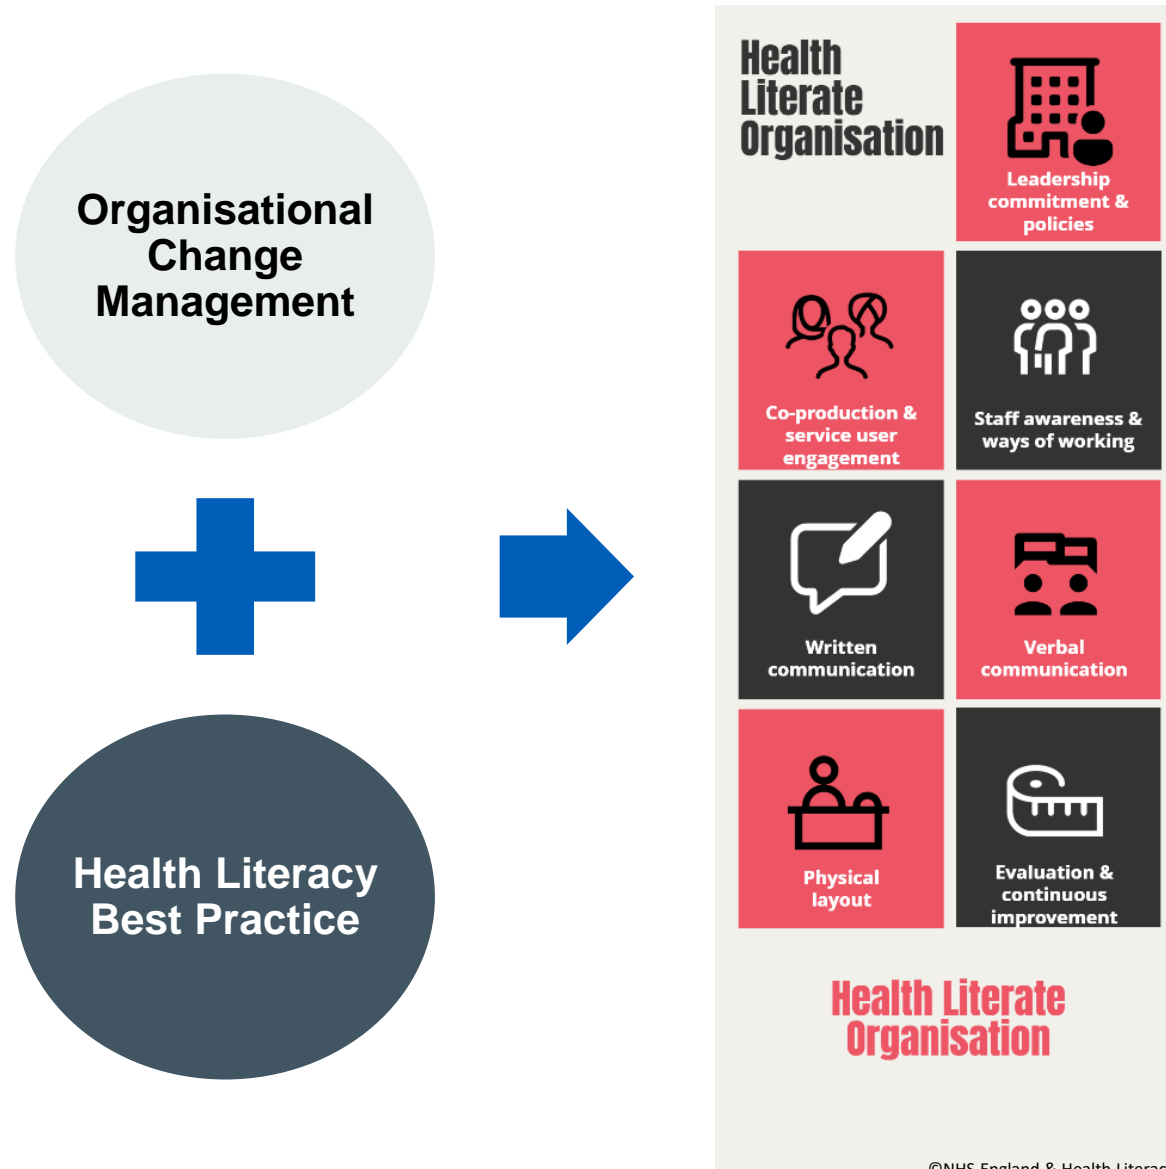 Organisational
Change
Management
Health Literacy
Best Practice
Health
Literate
Organisation
Leadership
commitment &
policies
Co-production &
service user
engagement
Staff awareness &
ways of working
Written
communication
Verbal
communication
Physical
layout
Evaluation &
continuous
improvement
Health Literate
Organisation
©NHS England & Health Literac